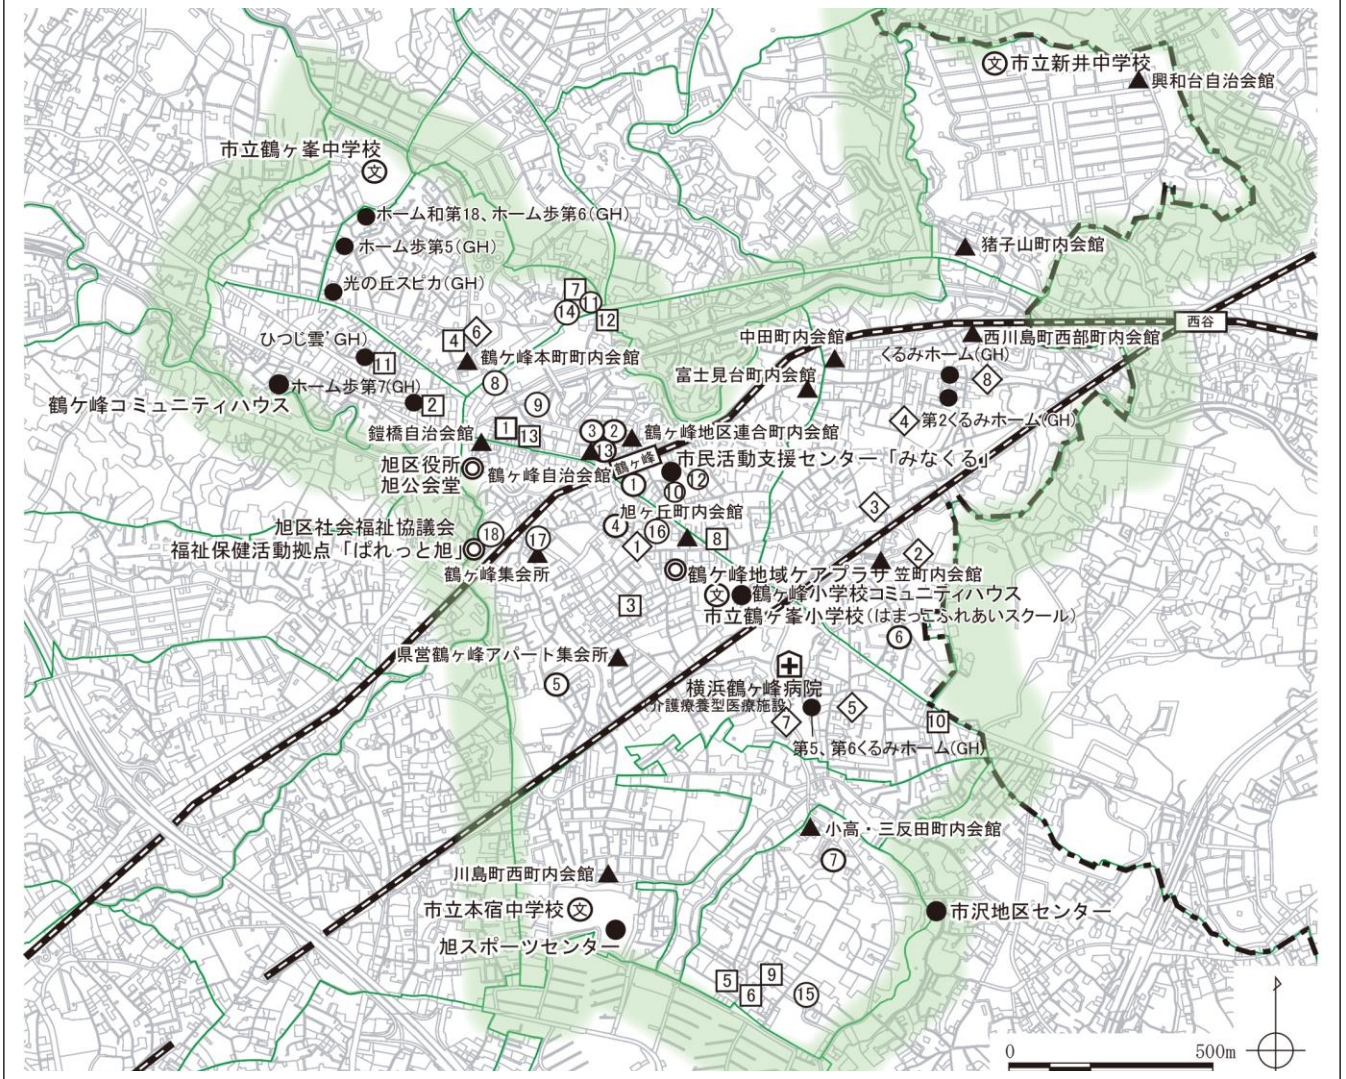 市立新井中学校
文
興和台自治会館
市立鶴ヶ峯中学校
文
ホーム和第18、ホーム歩第6(GH)
ホーム歩第5(GH)
猪子山町内会館
光の丘スピカ(GH)
7
11
14
12
西谷
ひつじ雲’GH)
4
6
中田町内会館
西川島町西部町内会館
くるみホーム(GH)
11
鶴ケ峰本町町内会館
富士見台町内会館
8
ホーム歩第7(GH)
8
鶴ケ峰コミュニティハウス
2
9
4
第2くるみホーム(GH)
鎧橋自治会館
1
13
3
2
鶴ヶ峰地区連合町内会館
13
旭区役所
旭公会堂
鶴ヶ峰自治会館
鶴ヶ峰
市民活動支援センター「みなくる」
1
10
12
旭ヶ丘町内会館
3
旭区社会福祉協議会
福祉保健活動拠点「ぱれっと旭」
18
17
4
16
1
8
2
鶴ヶ峰集会所
鶴ヶ峰地域ケアプラザ
笠町内会館
3
文
鶴ヶ峰小学校コミュニティハウス
市立鶴ヶ峯小学校(はまっこふれあいスクール)
6
県営鶴ヶ峰アパート集会所
5
横浜鶴ヶ峰病院
(介護療養型医療施設)
7
5
10
第5、第6くるみホーム(GH)
小高・三反田町内会館
7
川島町西町内会館
市立本宿中学校
文
市沢地区センター
旭スポーツセンター
5
9
6
15
0
500m